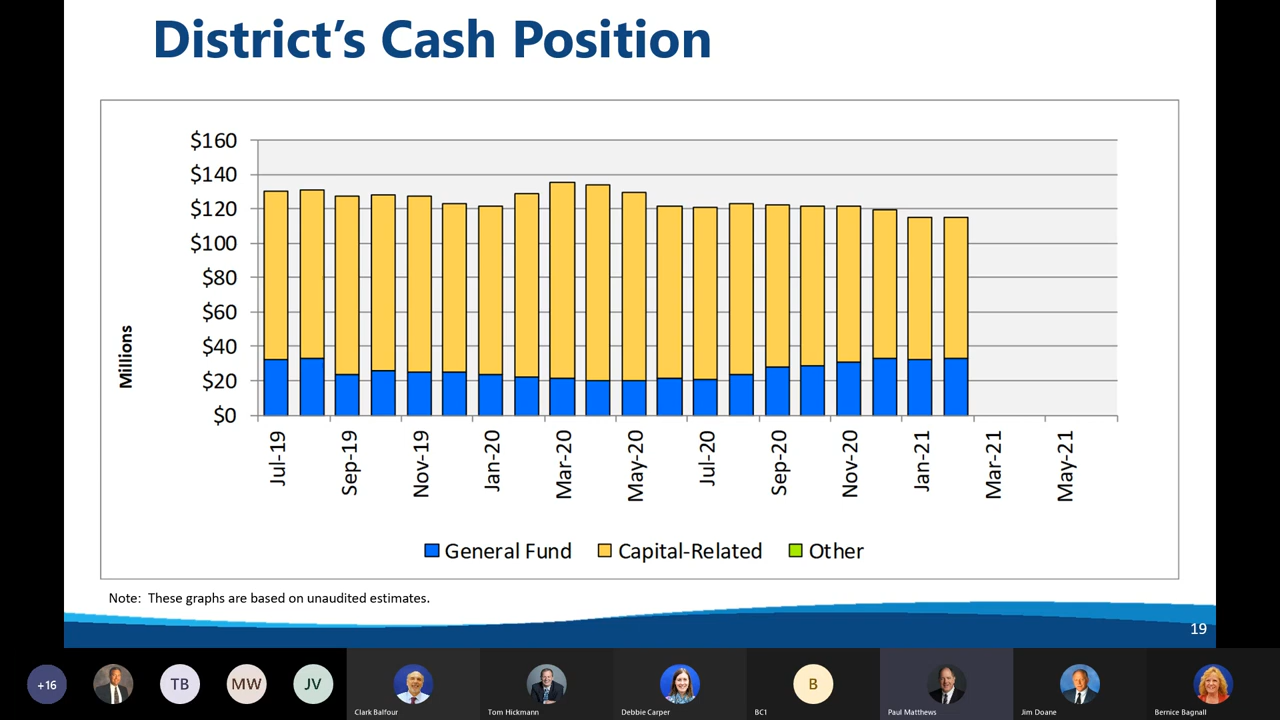 District's Cash Position
$160
$140
$120
$100
$80
$60
$40
$20
$0
Millions
Jul-19
Sep-19
Nov-19
Jan-20
Mar-20
May-20
Jul-20
Sep-20
Nov-20
Jan-21
Mar-21
May-21
General Fund Capital-Related Other
Note: These graphs are based on unaudited estimates.
19
+16 TB MW JV B
Clark Balfour Tom Hickmann Debbie Carper BC1 Paul Matthews Jim Doane Bernice Bagnall